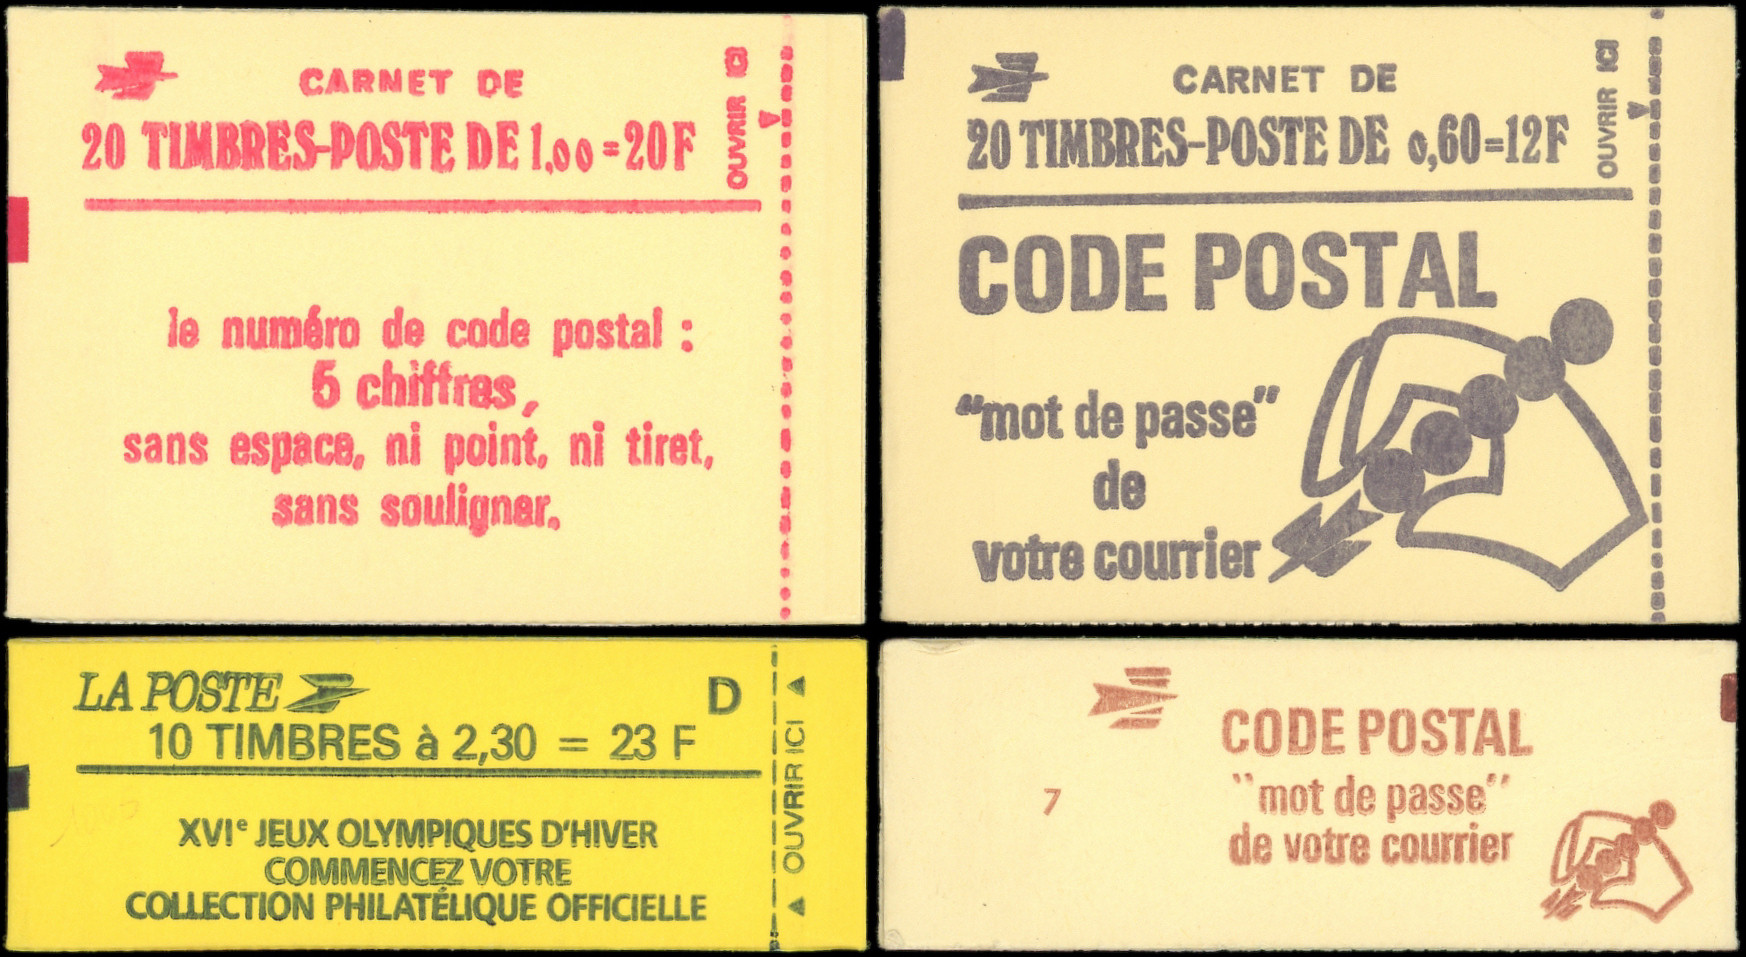 CARNET DE
20 TIMBRES-POSTE DE 1,00=20F
OUVRIR ICI
le numéro de code postal :
5 chiffres,
sans espace, ni point, ni tiret,
sans souligner.
CARNET DE
20 TIMBRES-POSTE DE 0,60=12F
OUVRIR ICI
CODE POSTAL
"mot de passe"
de
votre courrier
LA POSTE
D
10 TIMBRES à 2,30 = 23 F
OUVRIR ICI
XVIe JEUX OLYMPIQUES D'HIVER
COMMENCEZ VOTRE
COLLECTION PHILATÉLIQUE OFFICIELLE
CODE POSTAL
7
"mot de passe"
de votre courrier